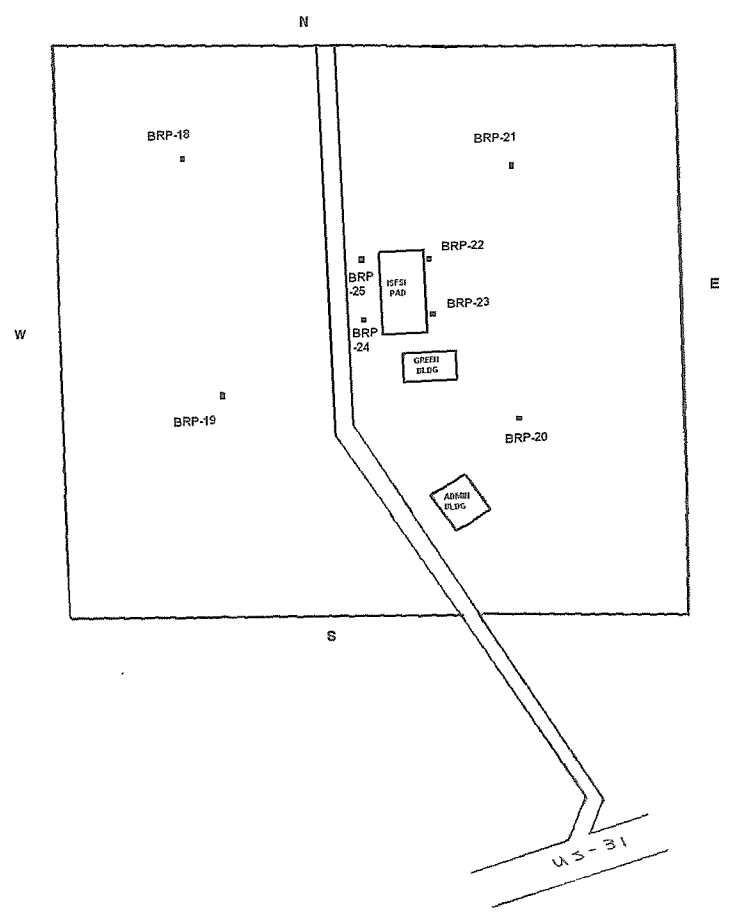 N
BRP-18
BRP-21
BRP-22
E
BRP
-25
ISFSI
PAD
BRP-23
W
BRP
-24
GREEN
BLDG
BRP-19
BRP-20
ADMIN
BLDG
S
US-31